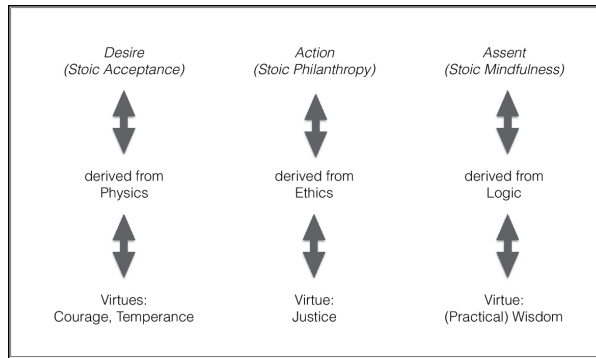 Desire
(Stoic Acceptance)
derived from
Physics
Virtues:
Courage, Temperance
Action
(Stoic Philanthropy)
derived from
Ethics
Virtue:
Justice
Assent
(Stoic Mindfulness)
derived from
Logic
Virtue:
(Practical) Wisdom